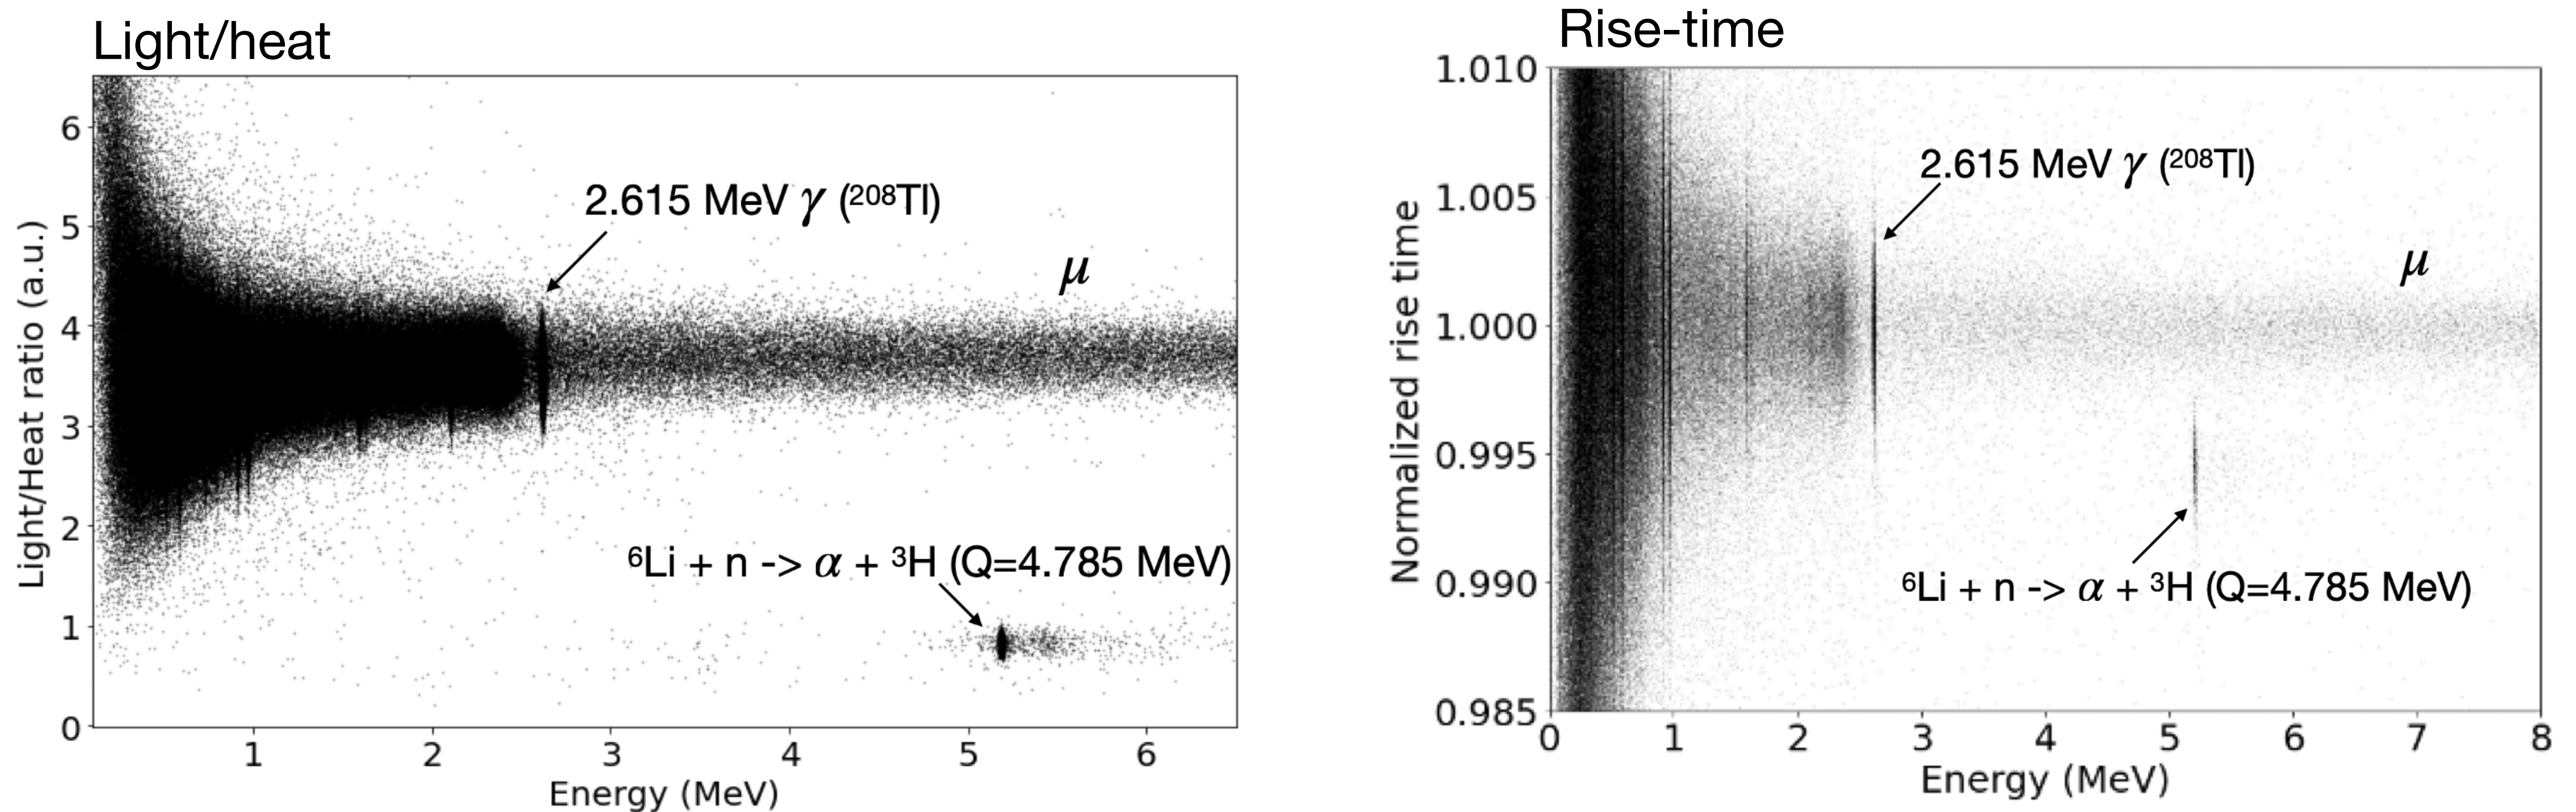 Light/heat
6
5
4
3
2
1
0
Light/Heat ratio (a.u.)
2.615 MeV γ (²⁰⁸Tl)
μ
⁶Li + n -> α + ³H (Q=4.785 MeV)
1 2 3 4 5 6
Energy (MeV)
Rise-time
1.010
1.005
1.000
0.995
0.990
0.985
Normalized rise time
2.615 MeV γ (²⁰⁸Tl)
μ
⁶Li + n -> α + ³H (Q=4.785 MeV)
0 1 2 3 4 5 6 7 8
Energy (MeV)